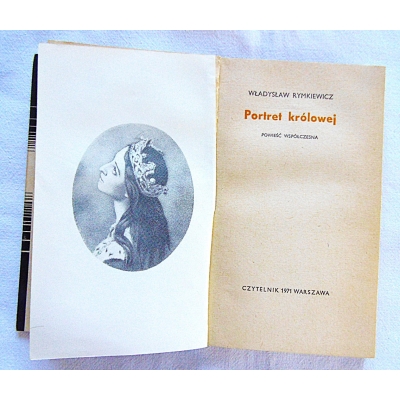 WŁADYSŁAW RYMKIEWICZ
Portret królowej
POWIEŚĆ WSPÓŁCZESNA
CZYTELNIK 1971 WARSZAWA